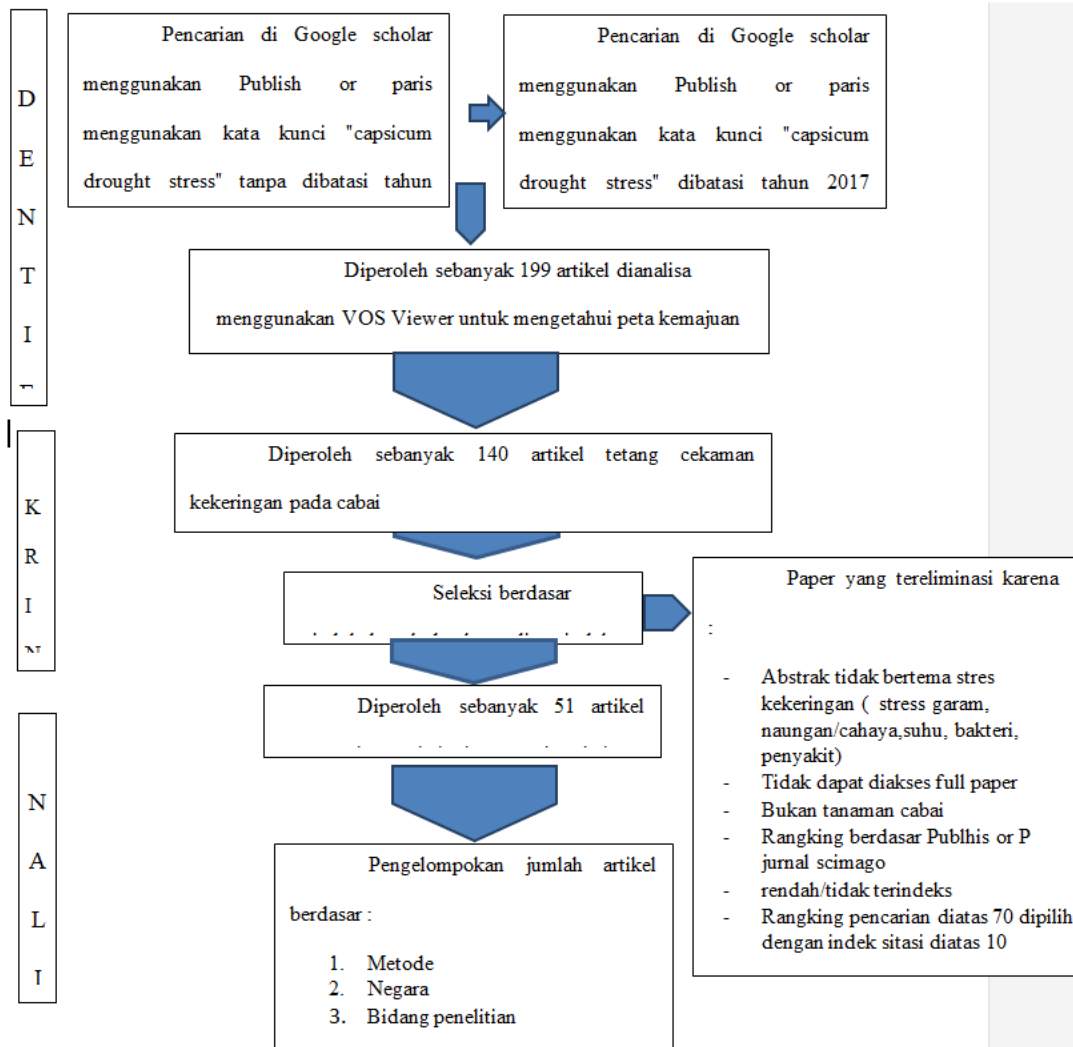 D
E
N
T
I
Pencarian di Google scholar
menggunakan Publish or paris
menggunakan kata kunci "capsicum
drought stress" tanpa dibatasi tahun
Pencarian di Google scholar
menggunakan Publish or paris
menggunakan kata kunci "capsicum
drought stress" dibatasi tahun 2017
Diperoleh sebanyak 199 artikel dianalisa
menggunakan VOS Viewer untuk mengetahui peta kemajuan
K
R
I
N
Diperoleh sebanyak 140 artikel tetang cekaman
kekeringan pada cabai
Seleksi berdasar
Paper yang tereliminasi karena
:
- Abstrak tidak bertema stres
kekeringan ( stress garam,
naungan/cahaya,suhu, bakteri,
penyakit)
- Tidak dapat diakses full paper
- Bukan tanaman cabai
- Rangking berdasar Publhis or P
jurnal scimago
- rendah/tidak terindeks
- Rangking pencarian diatas 70 dipilih
dengan indek sitasi diatas 10
N
A
L
I
Diperoleh sebanyak 51 artikel
Pengelompokan jumlah artikel
berdasar :
1. Metode
2. Negara
3. Bidang penelitian